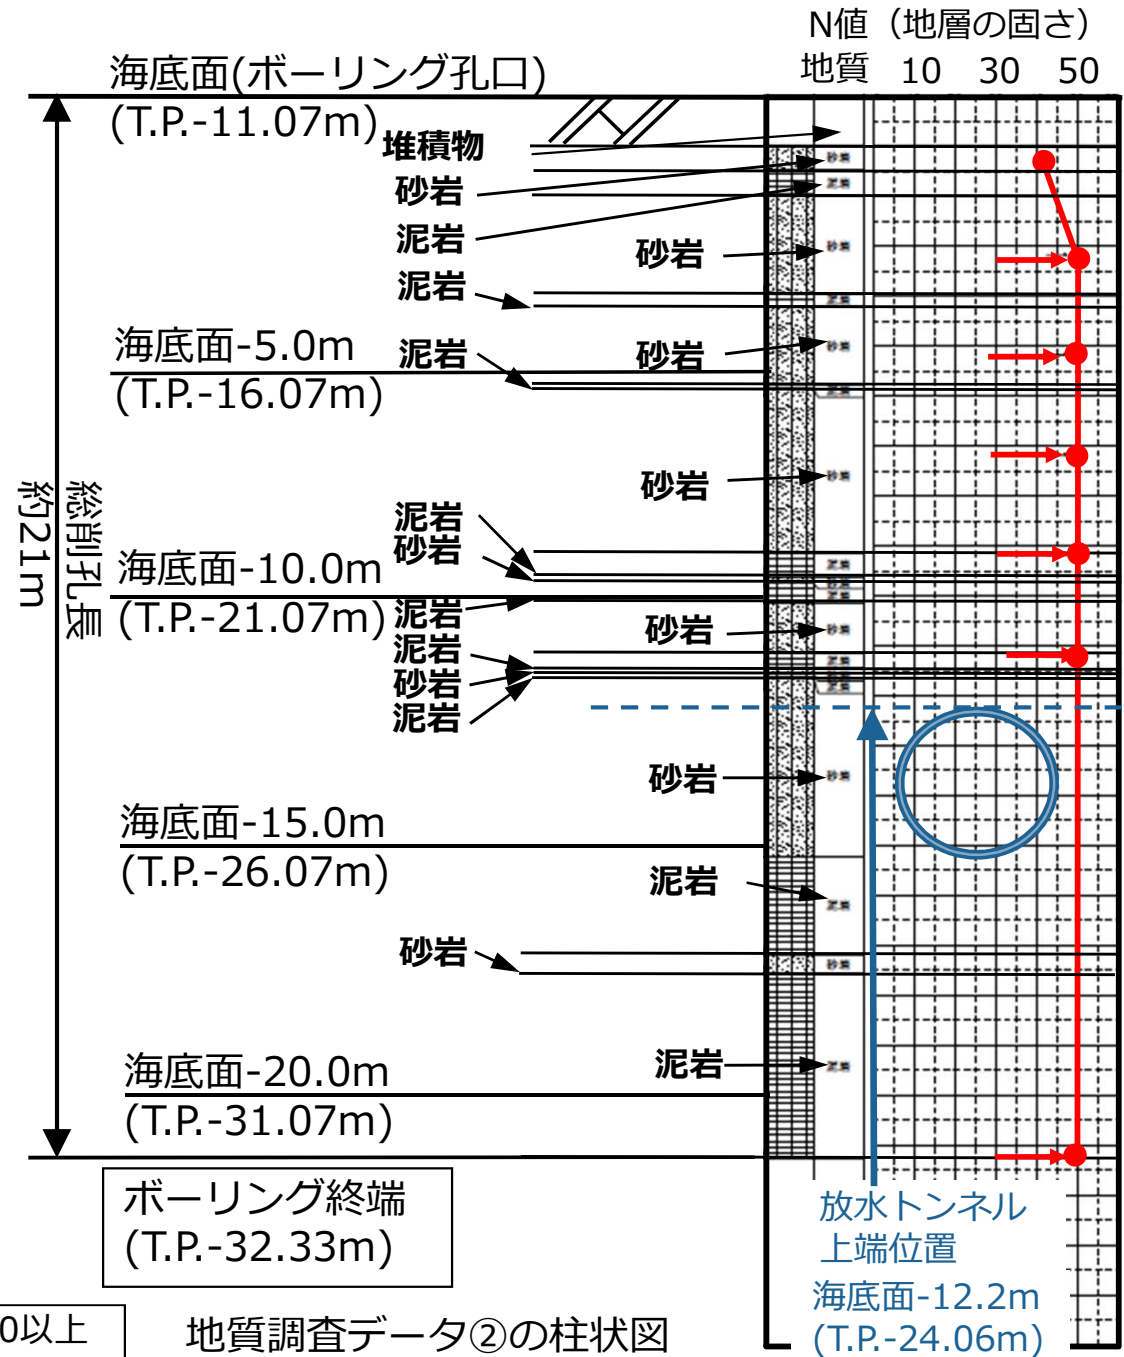 N値（地層の固さ）
地質 10 30 50
海底面(ボーリング孔口)
(T.P.-11.07m)
堆積物
砂岩
泥岩
砂岩
泥岩
海底面-5.0m
(T.P.-16.07m)
泥岩
砂岩
砂岩
総削孔長
約21m
泥岩
砂岩
海底面-10.0m
(T.P.-21.07m)
泥岩
砂岩
泥岩
砂岩
泥岩
砂岩
海底面-15.0m
(T.P.-26.07m)
泥岩
砂岩
泥岩
海底面-20.0m
(T.P.-31.07m)
ボーリング終端
(T.P.-32.33m)
放水トンネル
上端位置
海底面-12.2m
(T.P.-24.06m)
0以上
地質調査データ②の柱状図